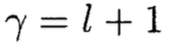 γ = l + 1